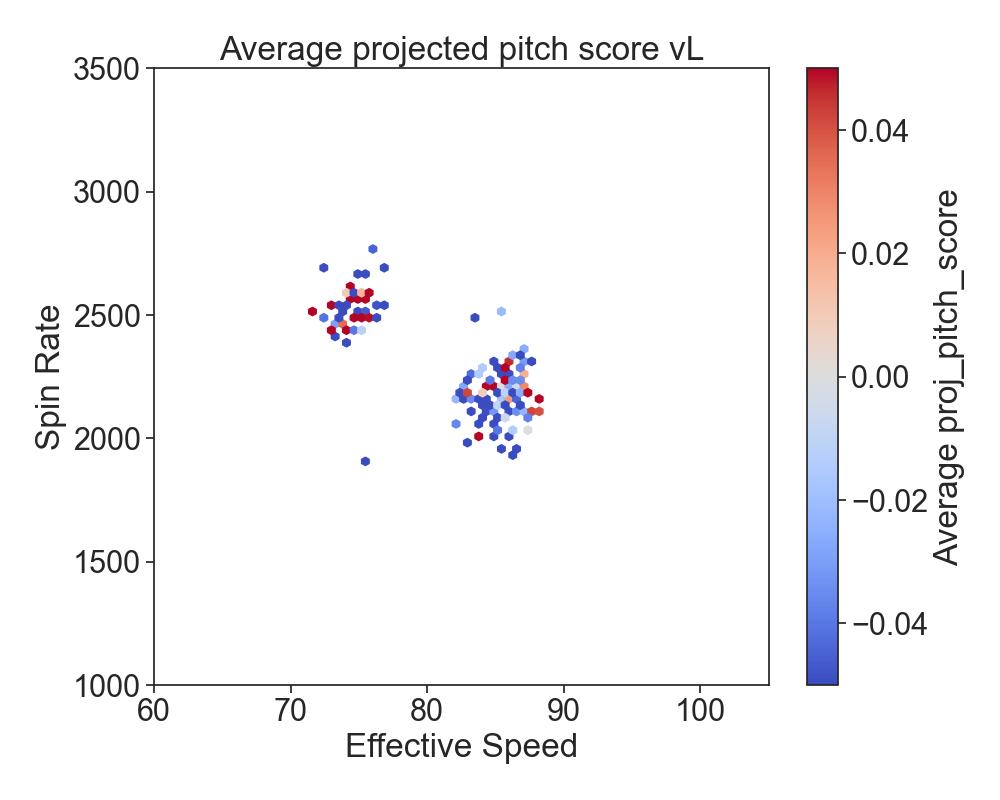 Average projected pitch score vL
3500
3000
2500
2000
1500
1000
Spin Rate
60 70 80 90 100
Effective Speed
0.04
0.02
0.00
−0.02
−0.04
Average proj_pitch_score